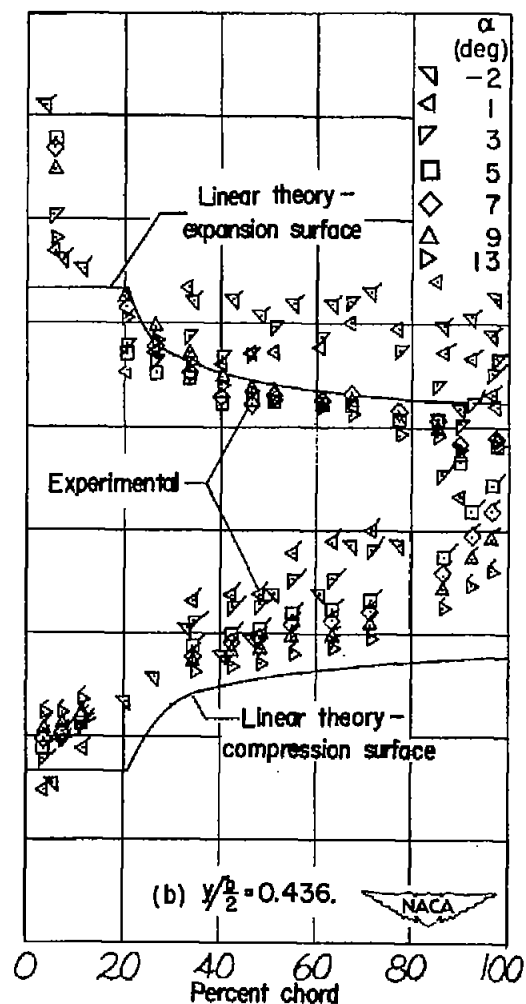 α
(deg)
-2
1
3
5
7
9
13
Linear theory-
expansion surface
Experimental
Linear theory-
compression surface
(b) y/b/2 = 0.436.
NACA
0 20 40 60 80 100
Percent chord